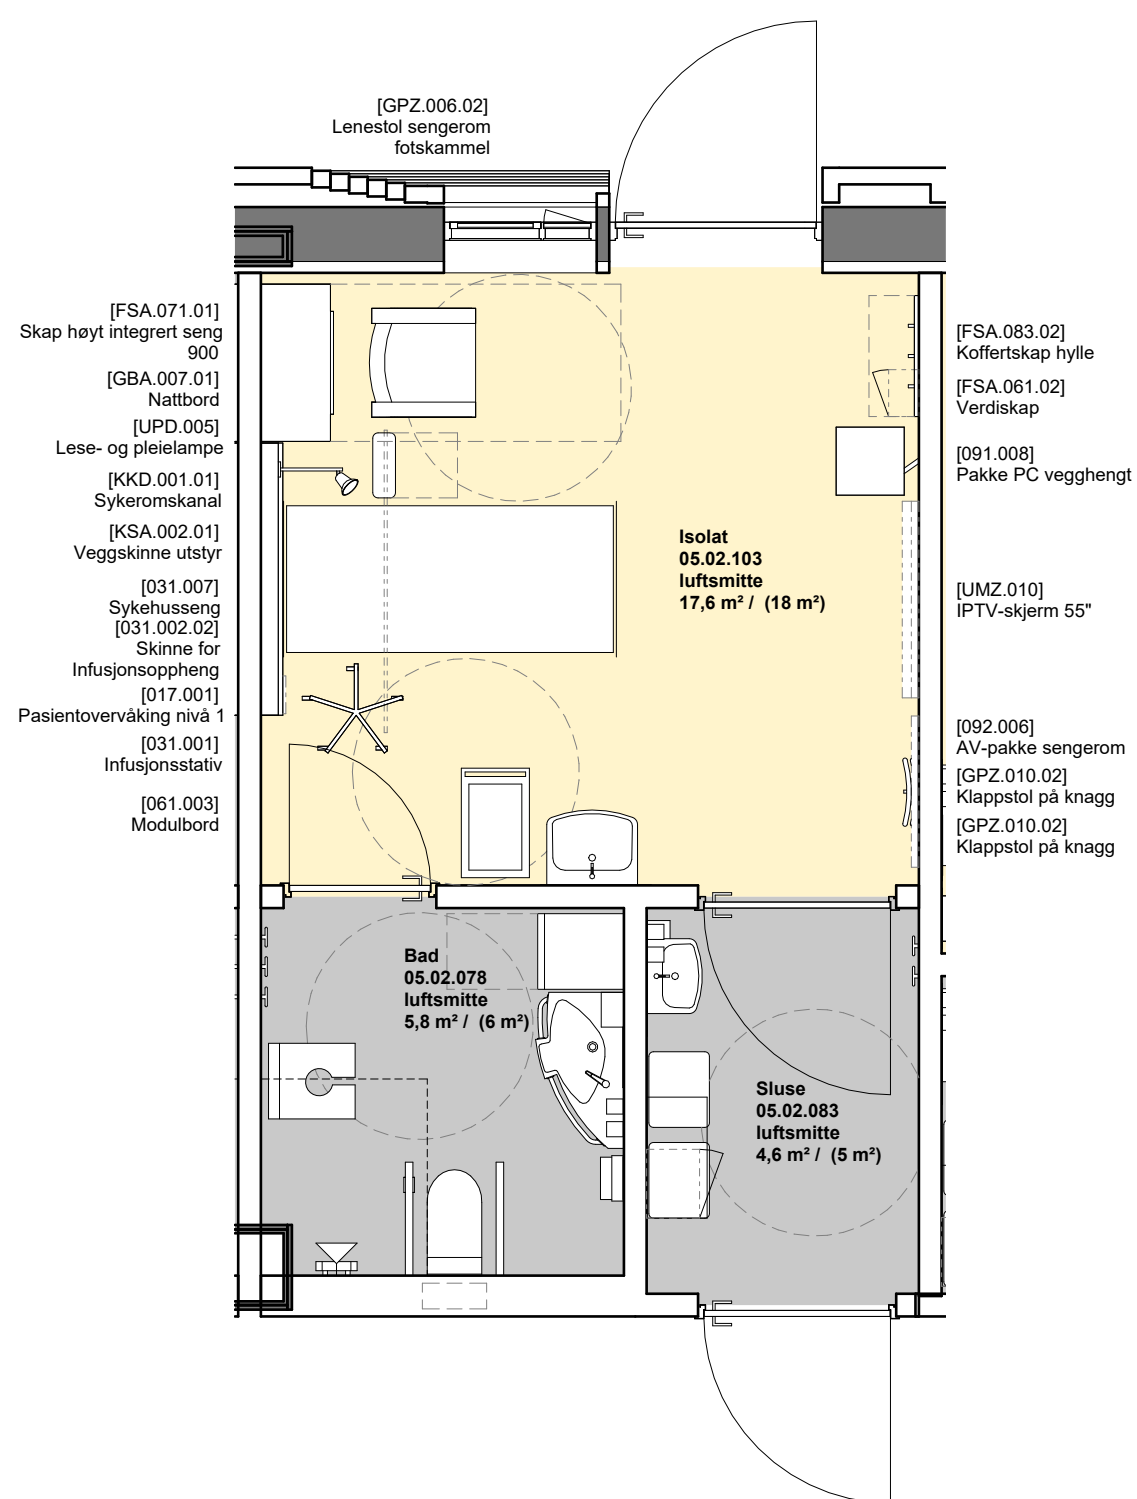 [GPZ.006.02]
Lenestol sengerom
fotskammel
[FSA.071.01]
Skap høyt integrert seng
900
[GBA.007.01]
Nattbord
[UPD.005]
Lese- og pleielampe
[KKD.001.01]
Sykeromskanal
[KSA.002.01]
Veggskinne utstyr
[031.007]
Sykehusseng
[031.002.02]
Skinne for
Infusjonsoppheng
[017.001]
Pasientovervåking nivå 1
[031.001]
Infusjonsstativ
[061.003]
Modulbord
Isolat
05.02.103
luftsmitte
17,6 m² / (18 m²)
[FSA.083.02]
Koffertskap hylle
[FSA.061.02]
Verdiskap
[091.008]
Pakke PC vegghengt
[UMZ.010]
IPTV-skjerm 55"
[092.006]
AV-pakke sengerom
[GPZ.010.02]
Klappstol på knagg
[GPZ.010.02]
Klappstol på knagg
Bad
05.02.078
luftsmitte
5,8 m² / (6 m²)
Sluse
05.02.083
luftsmitte
4,6 m² / (5 m²)